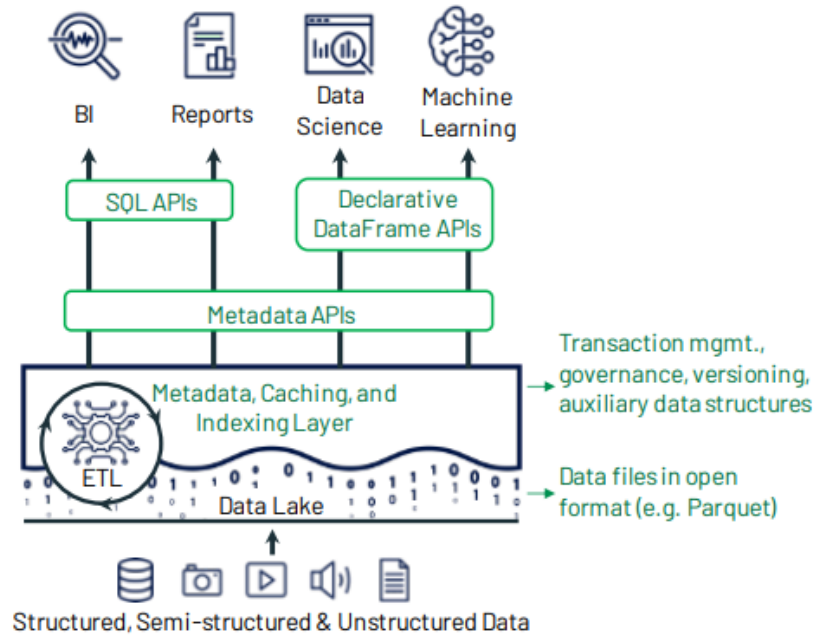 BI
Reports
Data
Science
Machine
Learning
SQL APIs
Declarative
DataFrame APIs
Metadata APIs
Metadata, Caching, and
Indexing Layer
Transaction mgmt.,
governance, versioning,
auxiliary data structures
ETL
Data Lake
Data files in open
format (e.g. Parquet)
Structured, Semi-structured & Unstructured Data